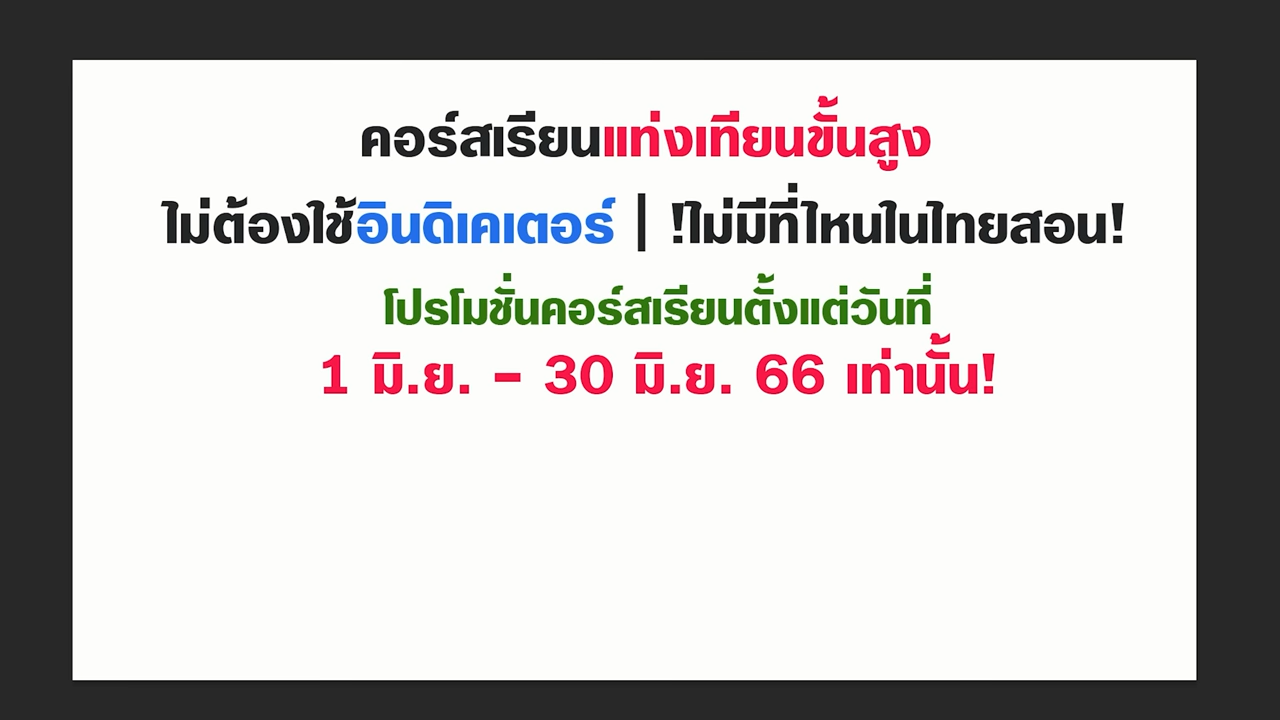 คอร์สเรียนแท่งเทียนขั้นสูง
ไม่ต้องใช้อินดิเคเตอร์ | !ไม่มีที่ไหนในไทยสอน!
โปรโมชั่นคอร์สเรียนตั้งแต่วันที่
1 มิ.ย. - 30 มิ.ย. 66 เท่านั้น!